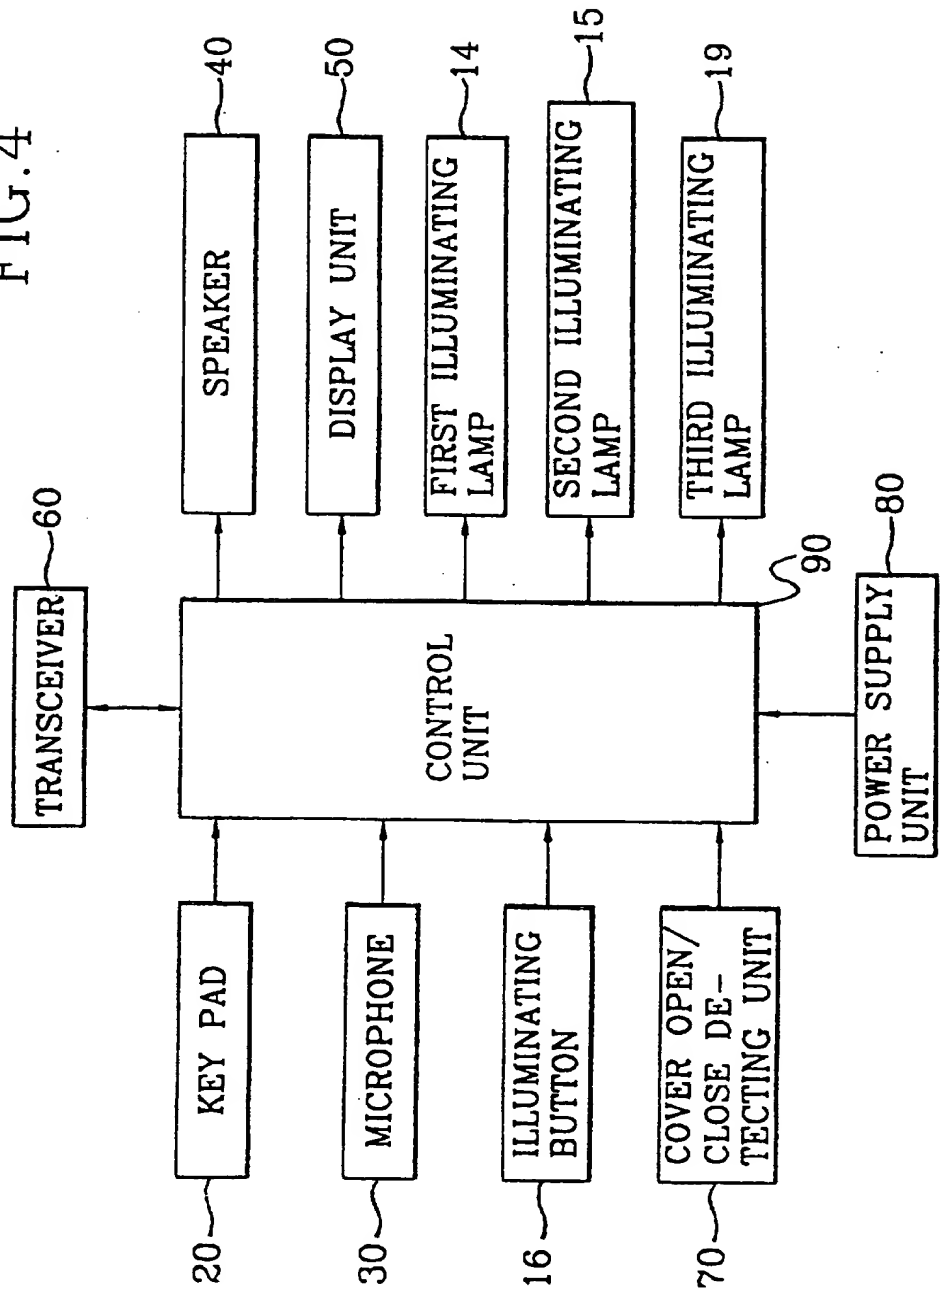 FIG.4
TRANSCEIVER
60
KEY PAD
20
MICROPHONE
30
ILLUMINATING
BUTTON
16
COVER OPEN/
CLOSE DE-
TECTING UNIT
70
CONTROL
UNIT
90
SPEAKER
40
DISPLAY UNIT
50
FIRST ILLUMINATING
LAMP
14
SECOND ILLUMINATING
LAMP
15
THIRD ILLUMINATING
LAMP
19
POWER SUPPLY
UNIT
80